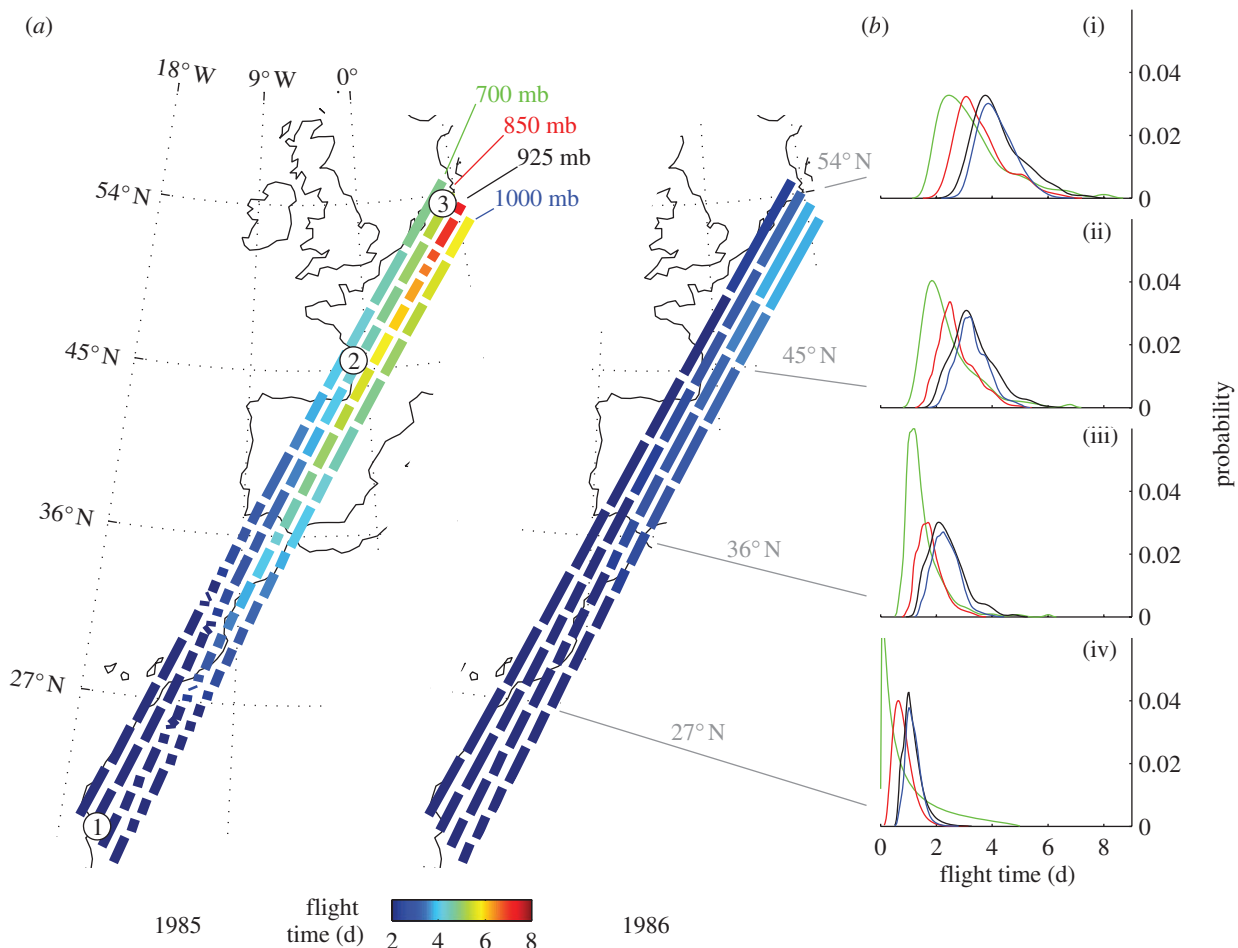 (a)
18° W
9° W
0°
700 mb
850 mb
925 mb
1000 mb
54° N
45° N
36° N
27° N
3
2
1
54° N
45° N
36° N
27° N
1985
flight
time (d)
2 4 6 8
1986
(b)
(i)
0.04
0.02
0
(ii)
0.04
0.02
0
(iii)
0.04
0.02
0
(iv)
0.04
0.02
0
probability
0 2 4 6 8
flight time (d)